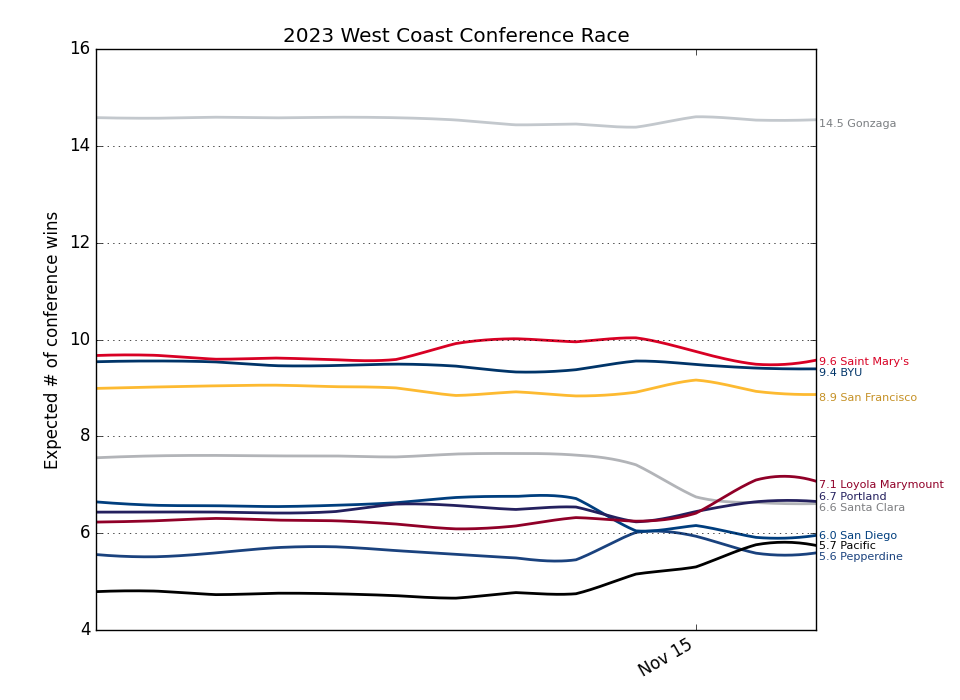 2023 West Coast Conference Race
Expected # of conference wins
16
14
12
10
8
6
4
Nov 15
14.5 Gonzaga
9.6 Saint Mary's
9.4 BYU
8.9 San Francisco
7.1 Loyola Marymount
6.7 Portland
6.6 Santa Clara
6.0 San Diego
5.7 Pacific
5.6 Pepperdine